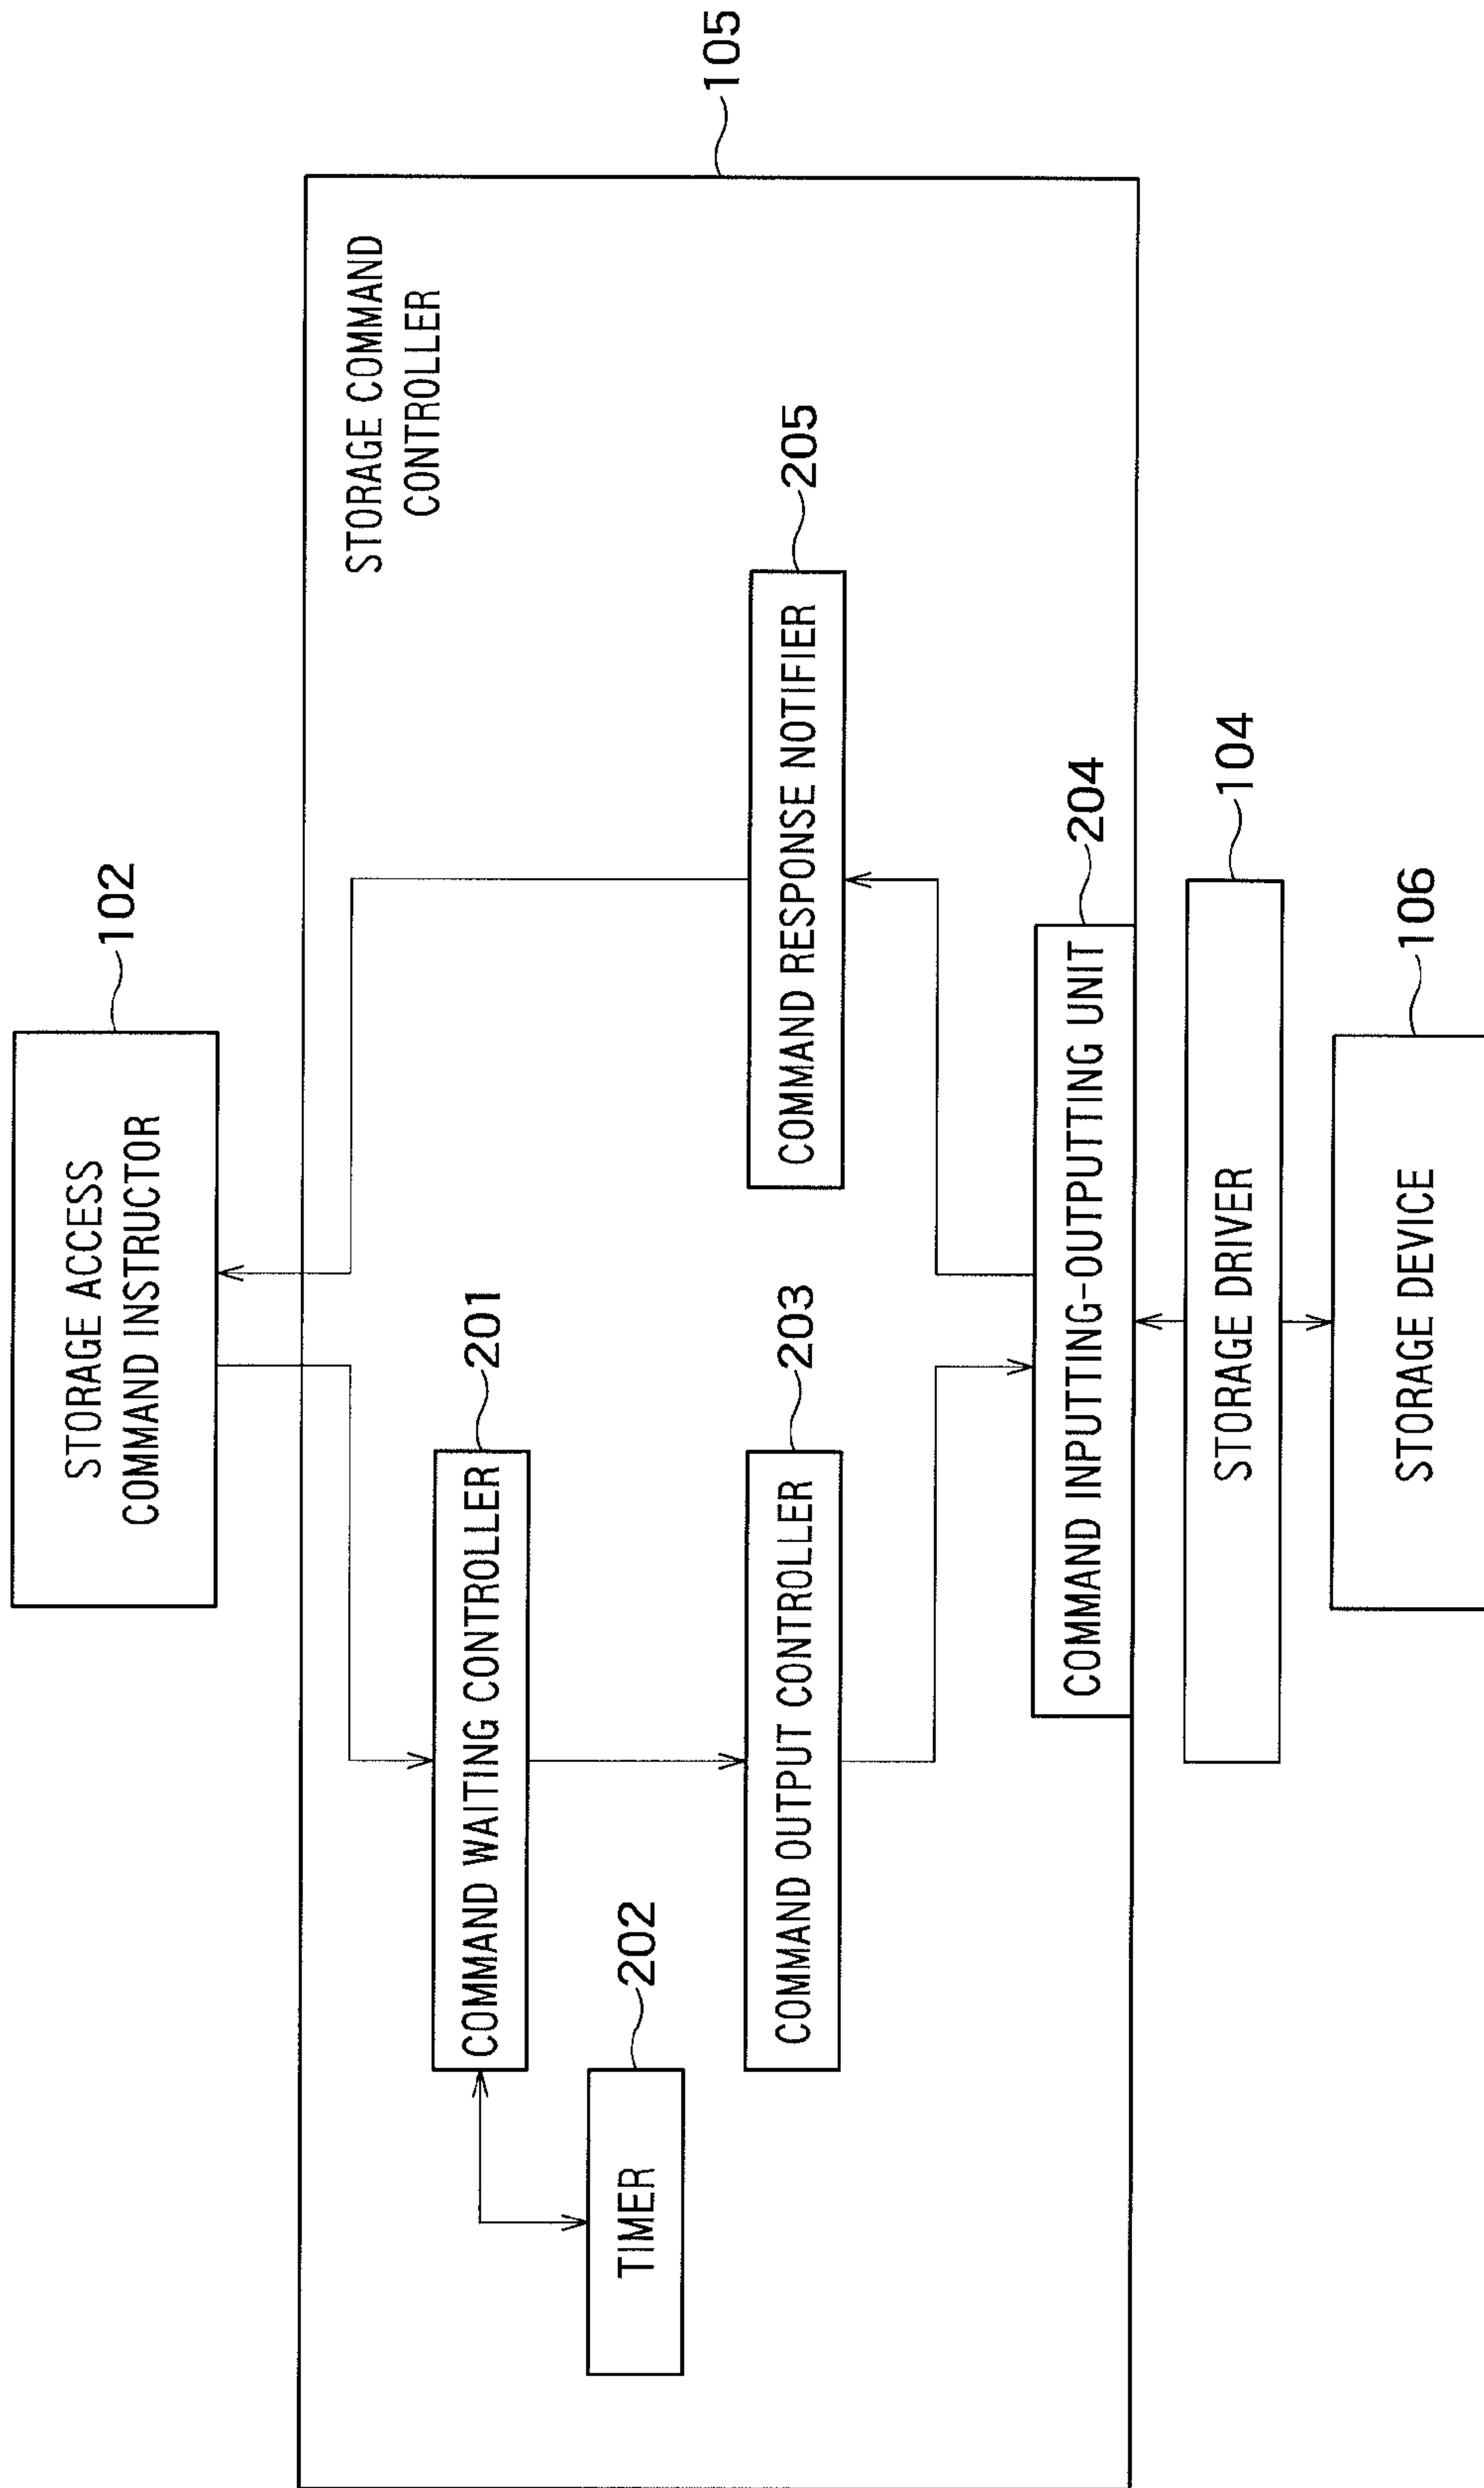 STORAGE ACCESS
COMMAND INSTRUCTOR
102
105
STORAGE COMMAND
CONTROLLER
COMMAND WAITING CONTROLLER
201
TIMER
202
COMMAND OUTPUT CONTROLLER
203
COMMAND RESPONSE NOTIFIER
205
COMMAND INPUTTING-OUTPUTTING UNIT
204
STORAGE DRIVER
104
STORAGE DEVICE
106